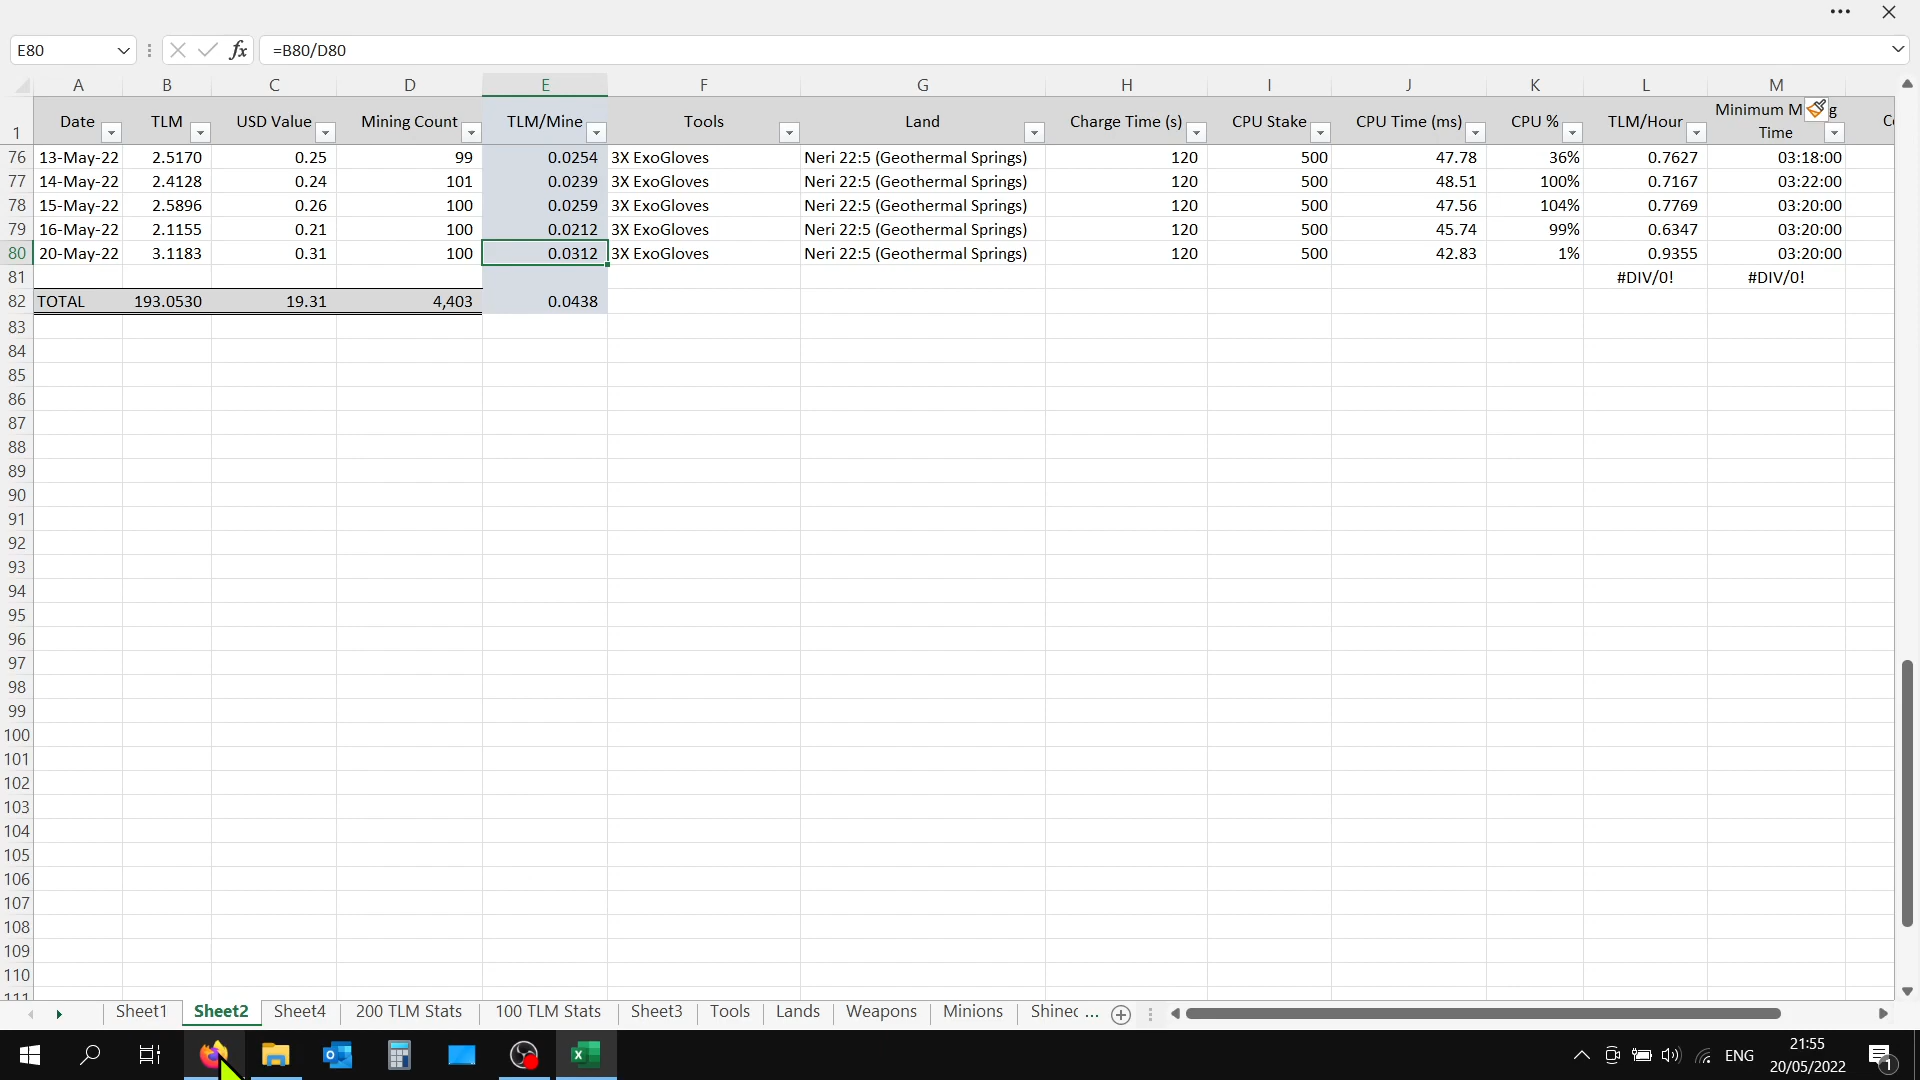 E80 fx =B80/D80
A B C D E F G H I J K L M
1 Date TLM USD Value Mining Count TLM/Mine Tools Land Charge Time (s) CPU Stake CPU Time (ms) CPU % TLM/Hour Minimum M g Time
76 13-May-22 2.5170 0.25 99 0.0254 3X ExoGloves Neri 22:5 (Geothermal Springs) 120 500 47.78 36% 0.7627 03:18:00
77 14-May-22 2.4128 0.24 101 0.0239 3X ExoGloves Neri 22:5 (Geothermal Springs) 120 500 48.51 100% 0.7167 03:22:00
78 15-May-22 2.5896 0.26 100 0.0259 3X ExoGloves Neri 22:5 (Geothermal Springs) 120 500 47.56 104% 0.7769 03:20:00
79 16-May-22 2.1155 0.21 100 0.0212 3X ExoGloves Neri 22:5 (Geothermal Springs) 120 500 45.74 99% 0.6347 03:20:00
80 20-May-22 3.1183 0.31 100 0.0312 3X ExoGloves Neri 22:5 (Geothermal Springs) 120 500 42.83 1% 0.9355 03:20:00
81 #DIV/0! #DIV/0!
82 TOTAL 193.0530 19.31 4,403 0.0438
83
84
85
86
87
88
89
90
91
92
93
94
95
96
97
98
99
100
101
102
103
104
105
106
107
108
109
110
111
Sheet1 Sheet2 Sheet4 200 TLM Stats 100 TLM Stats Sheet3 Tools Lands Weapons Minions Shinec ...
ENG 21:55
20/05/2022 1